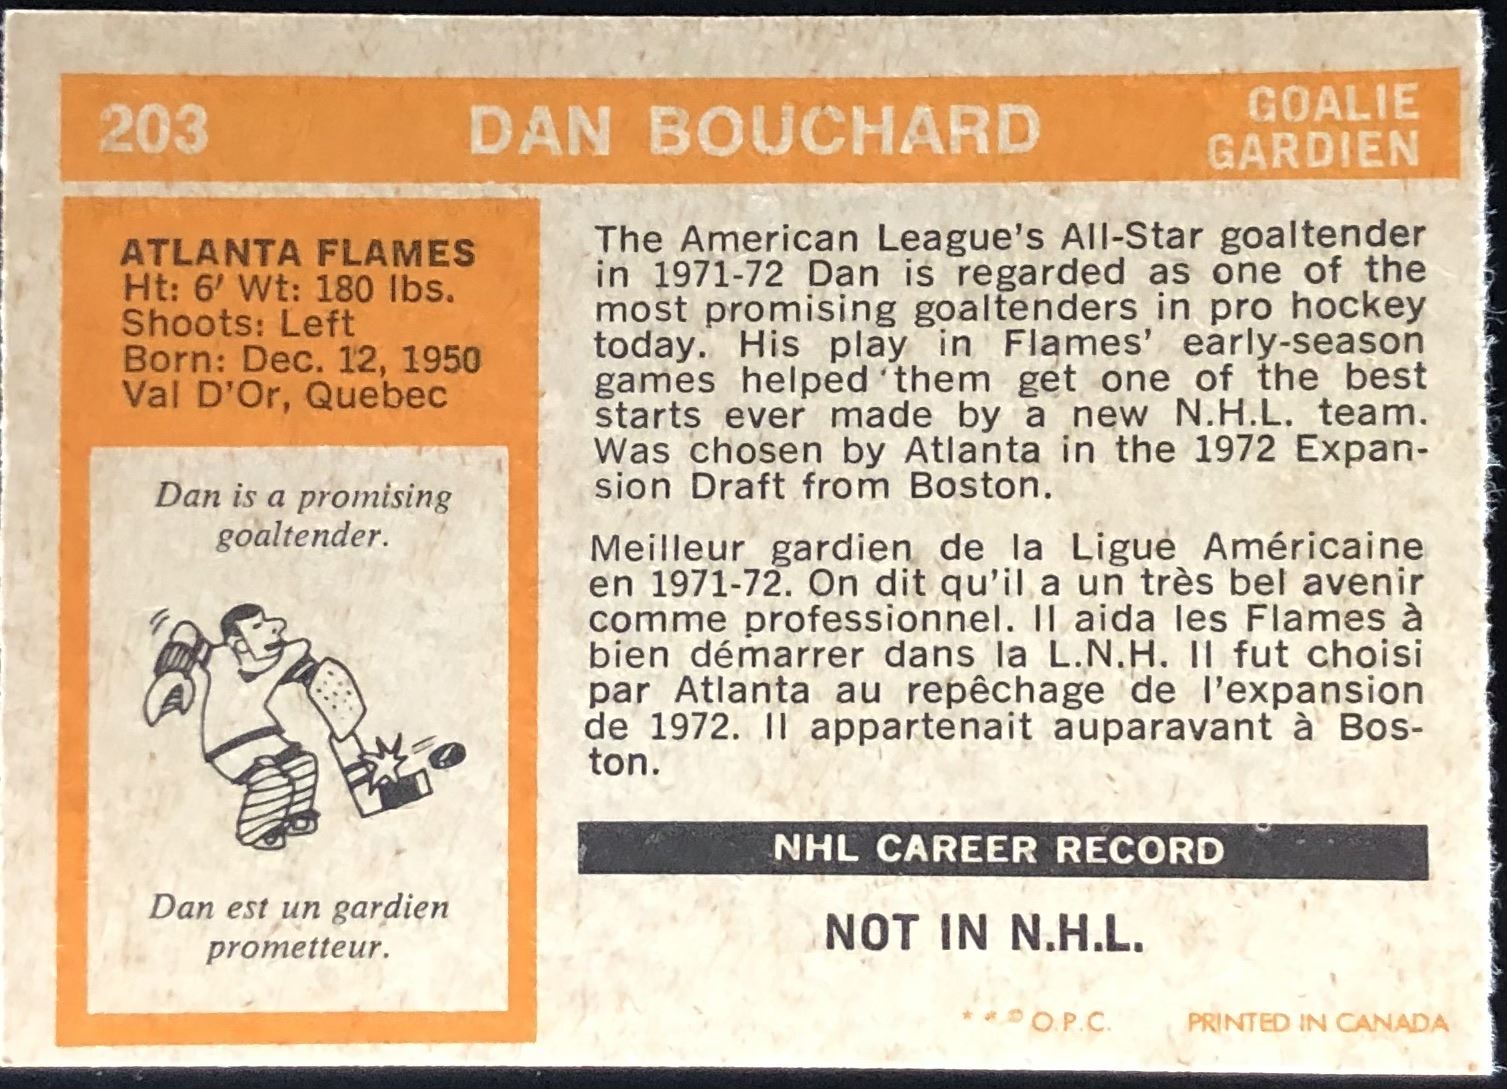 203
DAN BOUCHARD
GOALIE
GARDIEN
ATLANTA FLAMES
Ht: 6' Wt: 180 lbs.
Shoots: Left
Born: Dec. 12, 1950
Val D'Or, Quebec
Dan is a promising
goaltender.
Dan est un gardien
prometteur.
The American League's All-Star goaltender
in 1971-72 Dan is regarded as one of the
most promising goaltenders in pro hockey
today. His play in Flames' early-season
games helped them get one of the best
starts ever made by a new N.H.L. team.
Was chosen by Atlanta in the 1972 Expan-
sion Draft from Boston.
Meilleur gardien de la Ligue Américaine
en 1971-72. On dit qu'il a un très bel avenir
comme professionnel. Il aida les Flames à
bien démarrer dans la L.N.H. Il fut choisi
par Atlanta au repêchage de l'expansion
de 1972. Il appartenait auparavant à Bos-
ton.
NHL CAREER RECORD
NOT IN N.H.L.
* * © O.P.C. PRINTED IN CANADA